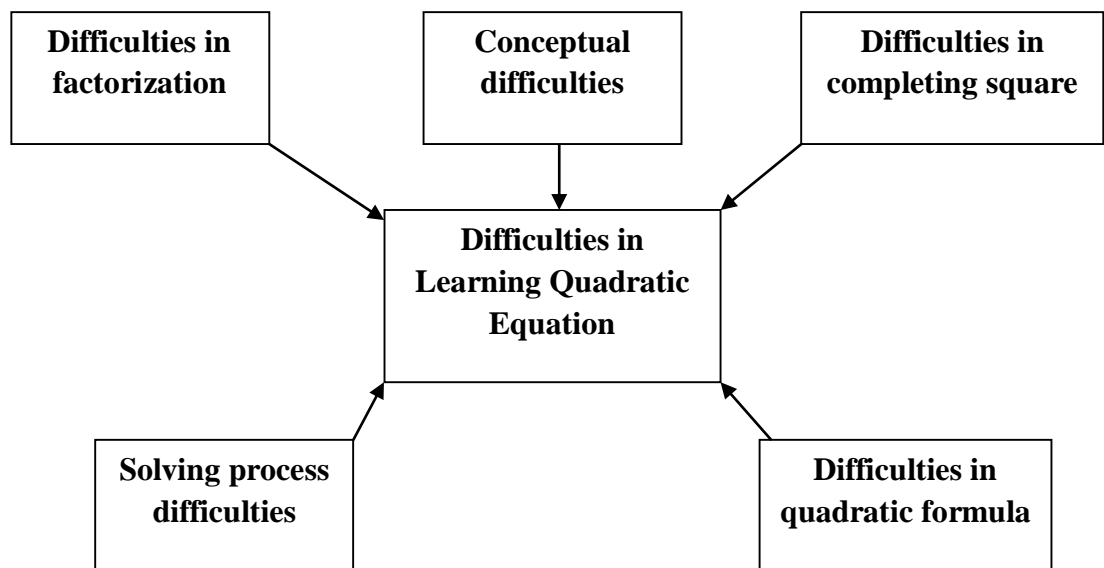 Difficulties in
factorization
Conceptual
difficulties
Difficulties in
completing square
Difficulties in
Learning Quadratic
Equation
Solving process
difficulties
Difficulties in
quadratic formula